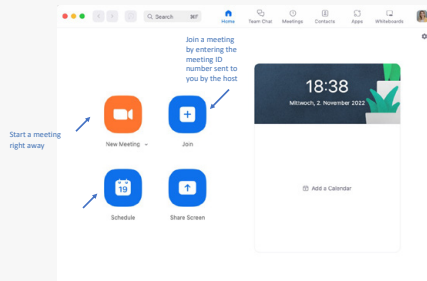 Search ⌘F
Home
Team Chat
Meetings
Contacts
Apps
Whiteboards
Join a meeting
by entering the
meeting ID
number sent to
you by the host
18:38
Mittwoch, 2. November 2022
Start a meeting
right away
New Meeting
Join
19
Add a Calendar
Schedule
Share Screen